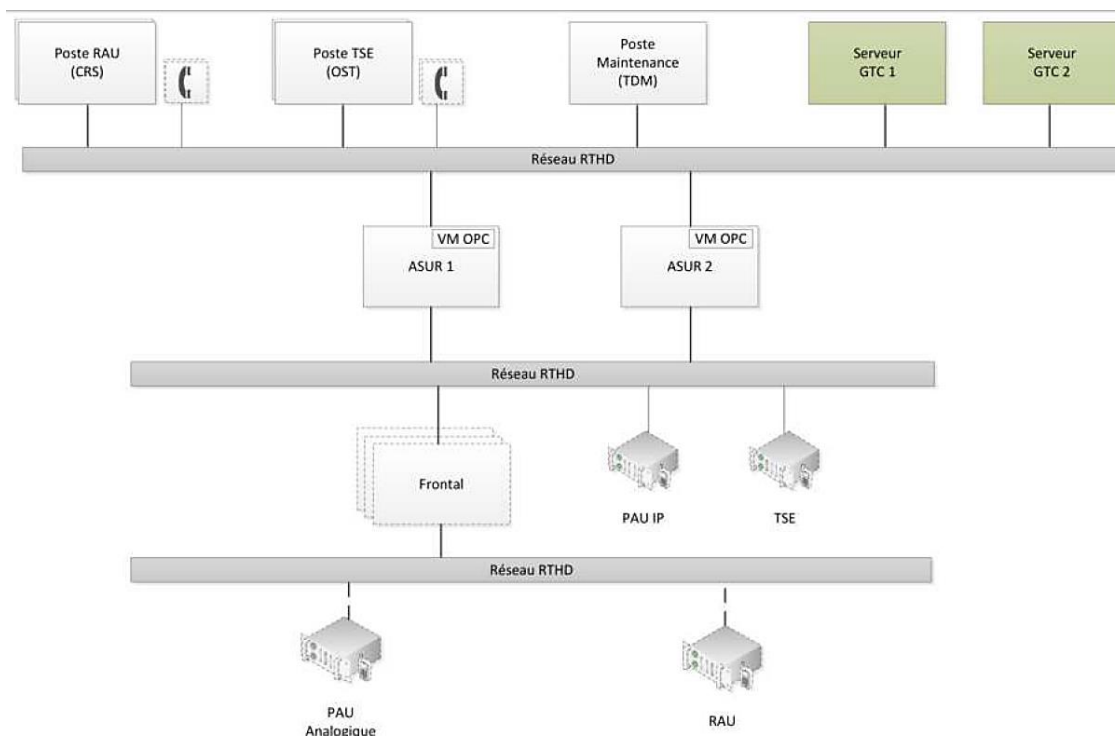 Poste RAU
(CRS)
Poste TSE
(OST)
Poste
Maintenance
(TDM)
Serveur
GTC 1
Serveur
GTC 2
Réseau RTHD
VM OPC
ASUR 1
VM OPC
ASUR 2
Réseau RTHD
Frontal
PAU IP
TSE
Réseau RTHD
PAU
Analogique
RAU